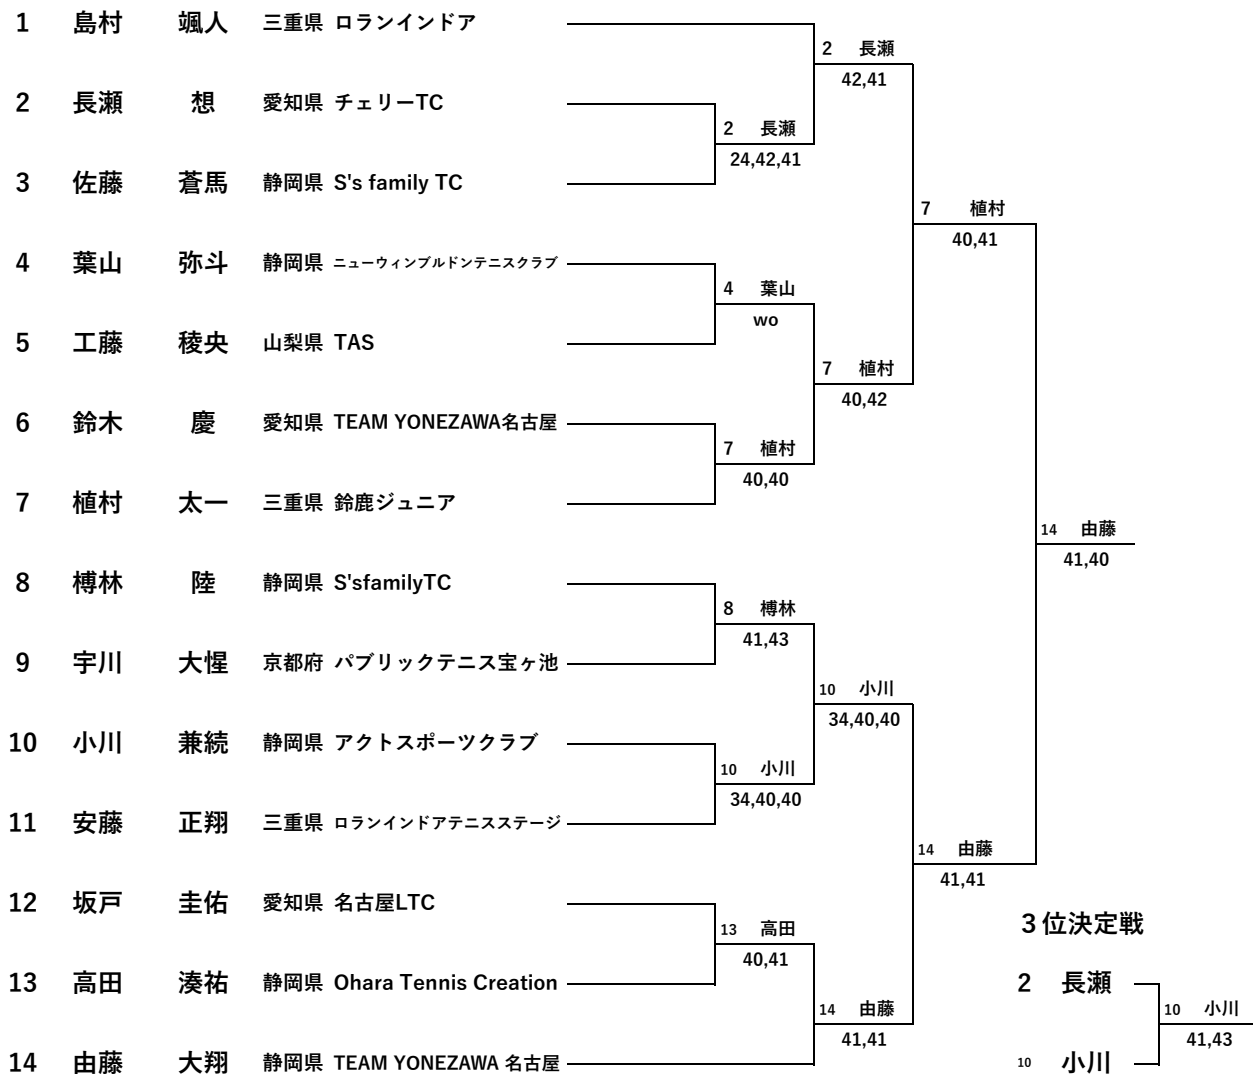 1 島村 颯人 三重県 ロランインドア
2 長瀬
42,41
2 長瀬 想 愛知県 チェリーTC
2 長瀬
24,42,41
3 佐藤 蒼馬 静岡県 S's family TC
7 植村
40,41
4 葉山 弥斗 静岡県 ニューウィンブルドンテニスクラブ
4 葉山
wo
5 工藤 稜央 山梨県 TAS
7 植村
40,42
6 鈴木 慶 愛知県 TEAM YONEZAWA名古屋
7 植村
40,40
7 植村 太一 三重県 鈴鹿ジュニア
14 由藤
41,40
8 榑林 陸 静岡県 S'sfamilyTC
8 榑林
41,43
9 宇川 大惺 京都府 パブリックテニス宝ヶ池
10 小川
34,40,40
10 小川 兼続 静岡県 アクトスポーツクラブ
10 小川
34,40,40
11 安藤 正翔 三重県 ロランインドアテニスステージ
14 由藤
41,41
12 坂戸 圭佑 愛知県 名古屋LTC
13 高田
40,41
３位決定戦
13 高田 湊祐 静岡県 Ohara Tennis Creation
2 長瀬
14 由藤
41,41
10 小川
41,43
14 由藤 大翔 静岡県 TEAM YONEZAWA 名古屋
10 小川